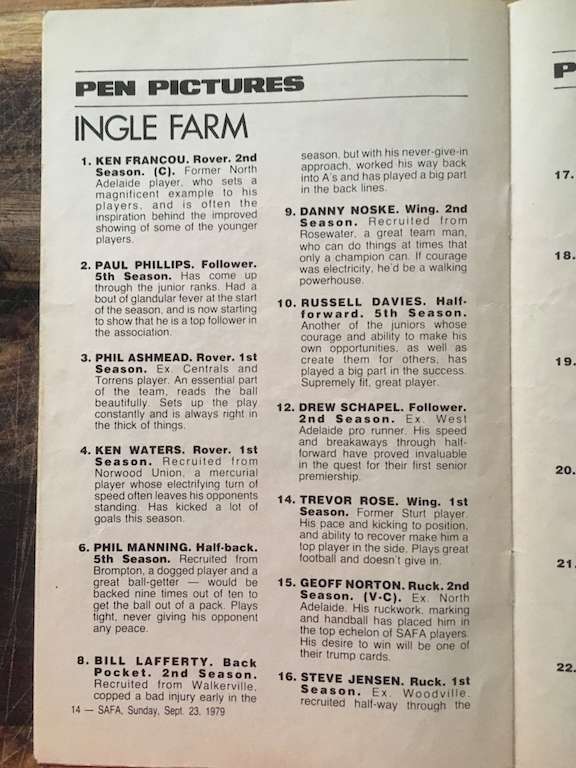 PEN PICTURES
INGLE FARM
1. KEN FRANCOU. Rover. 2nd
Season. (C). Former North
Adelaide player, who sets a
magnificent example to his
players, and is often the
inspiration behind the improved
showing of some of the younger
players.
2. PAUL PHILLIPS. Follower.
5th Season. Has come up
through the junior ranks. Had a
bout of glandular fever at the start
of the season, and is now starting
to show that he is a top follower in
the association.
3. PHIL ASHMEAD. Rover. 1st
Season. Ex Centrals and
Torrens player. An essential part
of the team, reads the ball
beautifully. Sets up the play
constantly and is always right in
the thick of things.
4. KEN WATERS. Rover. 1st
Season. Recruited from
Norwood Union, a mercurial
player whose electrifying turn of
speed often leaves his opponents
standing. Has kicked a lot of
goals this season.
6. PHIL MANNING. Half-back.
5th Season. Recruited from
Brompton, a dogged player and a
great ball-getter — would be
backed nine times out of ten to
get the ball out of a pack. Plays
tight, never giving his opponent
any peace.
8. BILL LAFFERTY. Back
Pocket. 2nd Season.
Recruited from Walkerville,
copped a bad injury early in the
14 — SAFA, Sunday, Sept. 23, 1979
season, but with his never-give-in
approach, worked his way back
into A's and has played a big part
in the back lines.
9. DANNY NOSKE. Wing. 2nd
Season. Recruited from
Rosewater, a great team man,
who can do things at times that
only a champion can. If courage
was electricity, he'd be a walking
powerhouse.
10. RUSSELL DAVIES. Half-
forward. 5th Season.
Another of the juniors whose
courage and ability to make his
own opportunities, as well as
create them for others, has
played a big part in the success.
Supremely fit, great player.
12. DREW SCHAPEL. Follower.
2nd Season. Ex. West
Adelaide pro runner. His speed
and breakaways through half-
forward have proved invaluable
in the quest for their first senior
premiership.
14. TREVOR ROSE. Wing. 1st
Season. Former Sturt player.
His pace and kicking to position,
and ability to recover make him a
top player in the side. Plays great
football and doesn't give in.
15. GEOFF NORTON. Ruck. 2nd
Season. (V-C). Ex. North
Adelaide. His ruckwork, marking
and handball has placed him in
the top echelon of SAFA players.
His desire to win will be one of
their trump cards.
16. STEVE JENSEN. Ruck. 1st
Season. Ex. Woodville,
recruited half-way through the
P
17.
18.
19.
20.
21.
22.